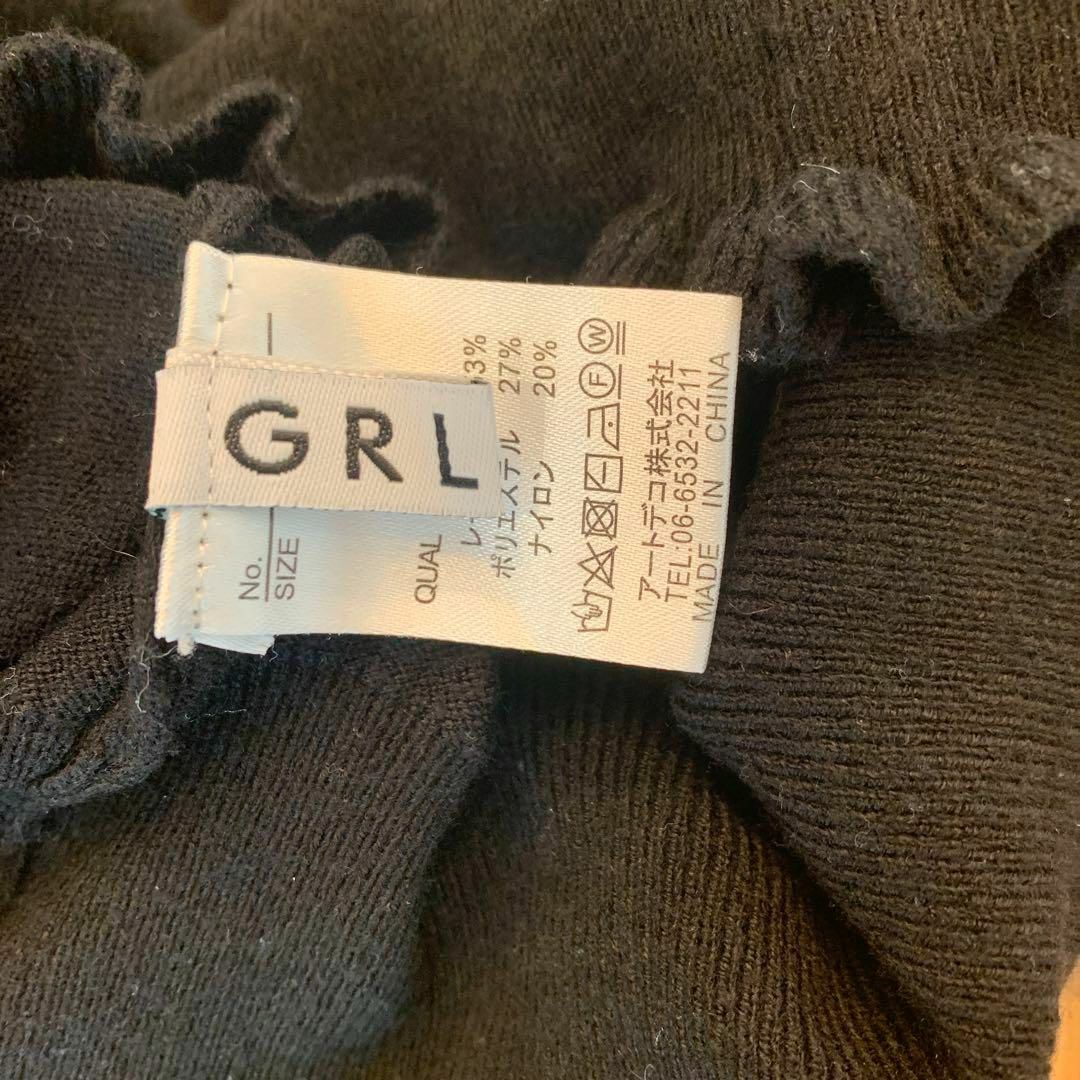 GRL
No.
SIZE
QUAL
3%
ポリエステル 27%
ナイロン 20%
W
F
アートデコ株式会社
TEL:06-6532-2211
MADE IN CHINA